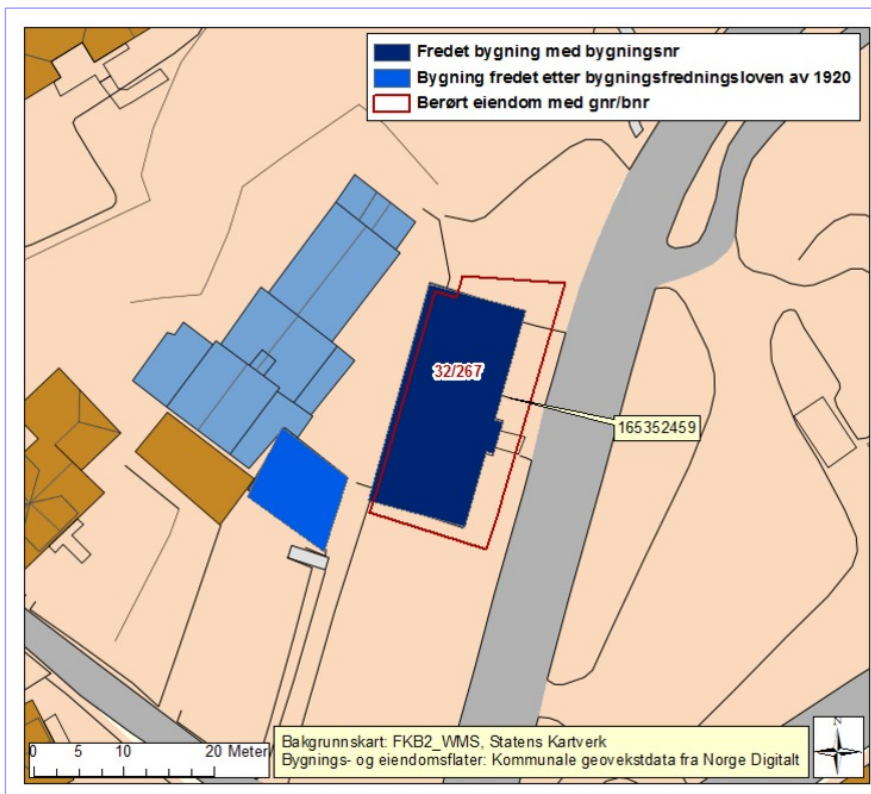 Fredet bygning med bygningsnr
Bygning fredet etter bygningsfredningsloven av 1920
Berørt eiendom med gnr/bnr
32/267
165352459
0 5 10 20 Meter
Bakgrunnskart: FKB2_WMS, Statens Kartverk
Bygnings- og eiendomsflater: Kommunale geovekstdata fra Norge Digitalt
N